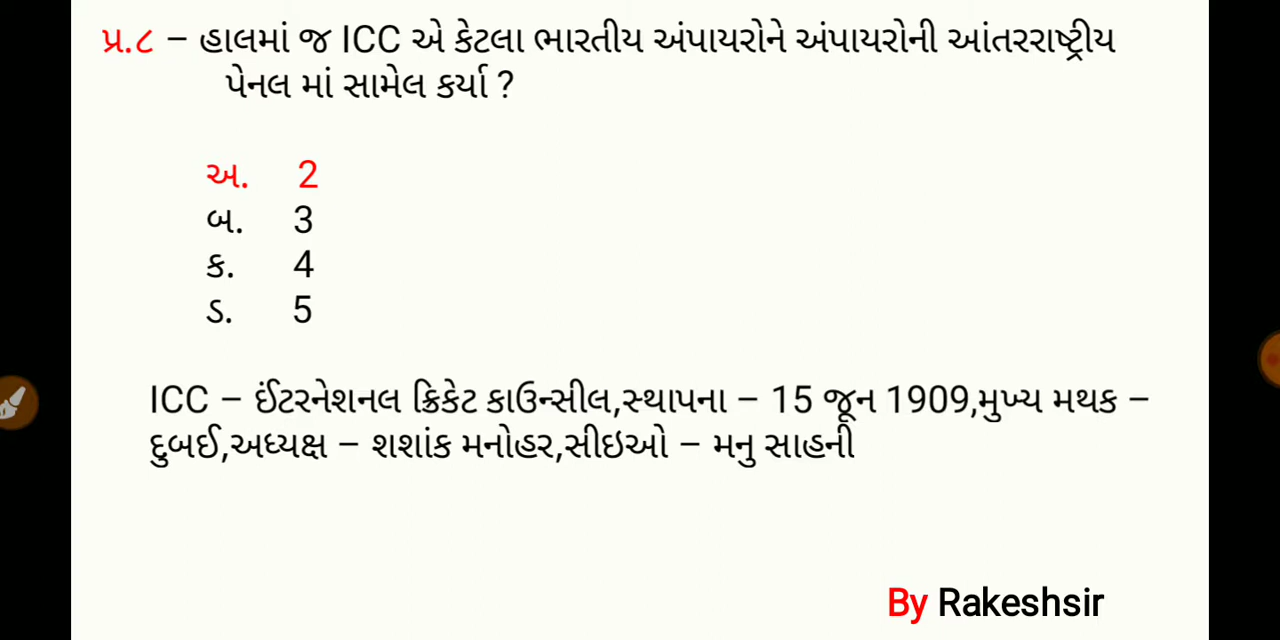 પ્ર.૮ – હાલમાં જ ICC એ કેટલા ભારતીય અંપાયરોને અંપાયરોની આંતરરાષ્ટ્રીય
પેનલ માં સામેલ કર્યા ?
અ. 2
બ. 3
ક. 4
ડ. 5
ICC – ઈંટરનેશનલ ક્રિકેટ કાઉન્સીલ,સ્થાપના – 15 જૂન 1909,મુખ્ય મથક –
દુબઈ,અધ્યક્ષ – શશાંક મનોહર,સીઇઓ – મનુ સાહની
By Rakeshsir